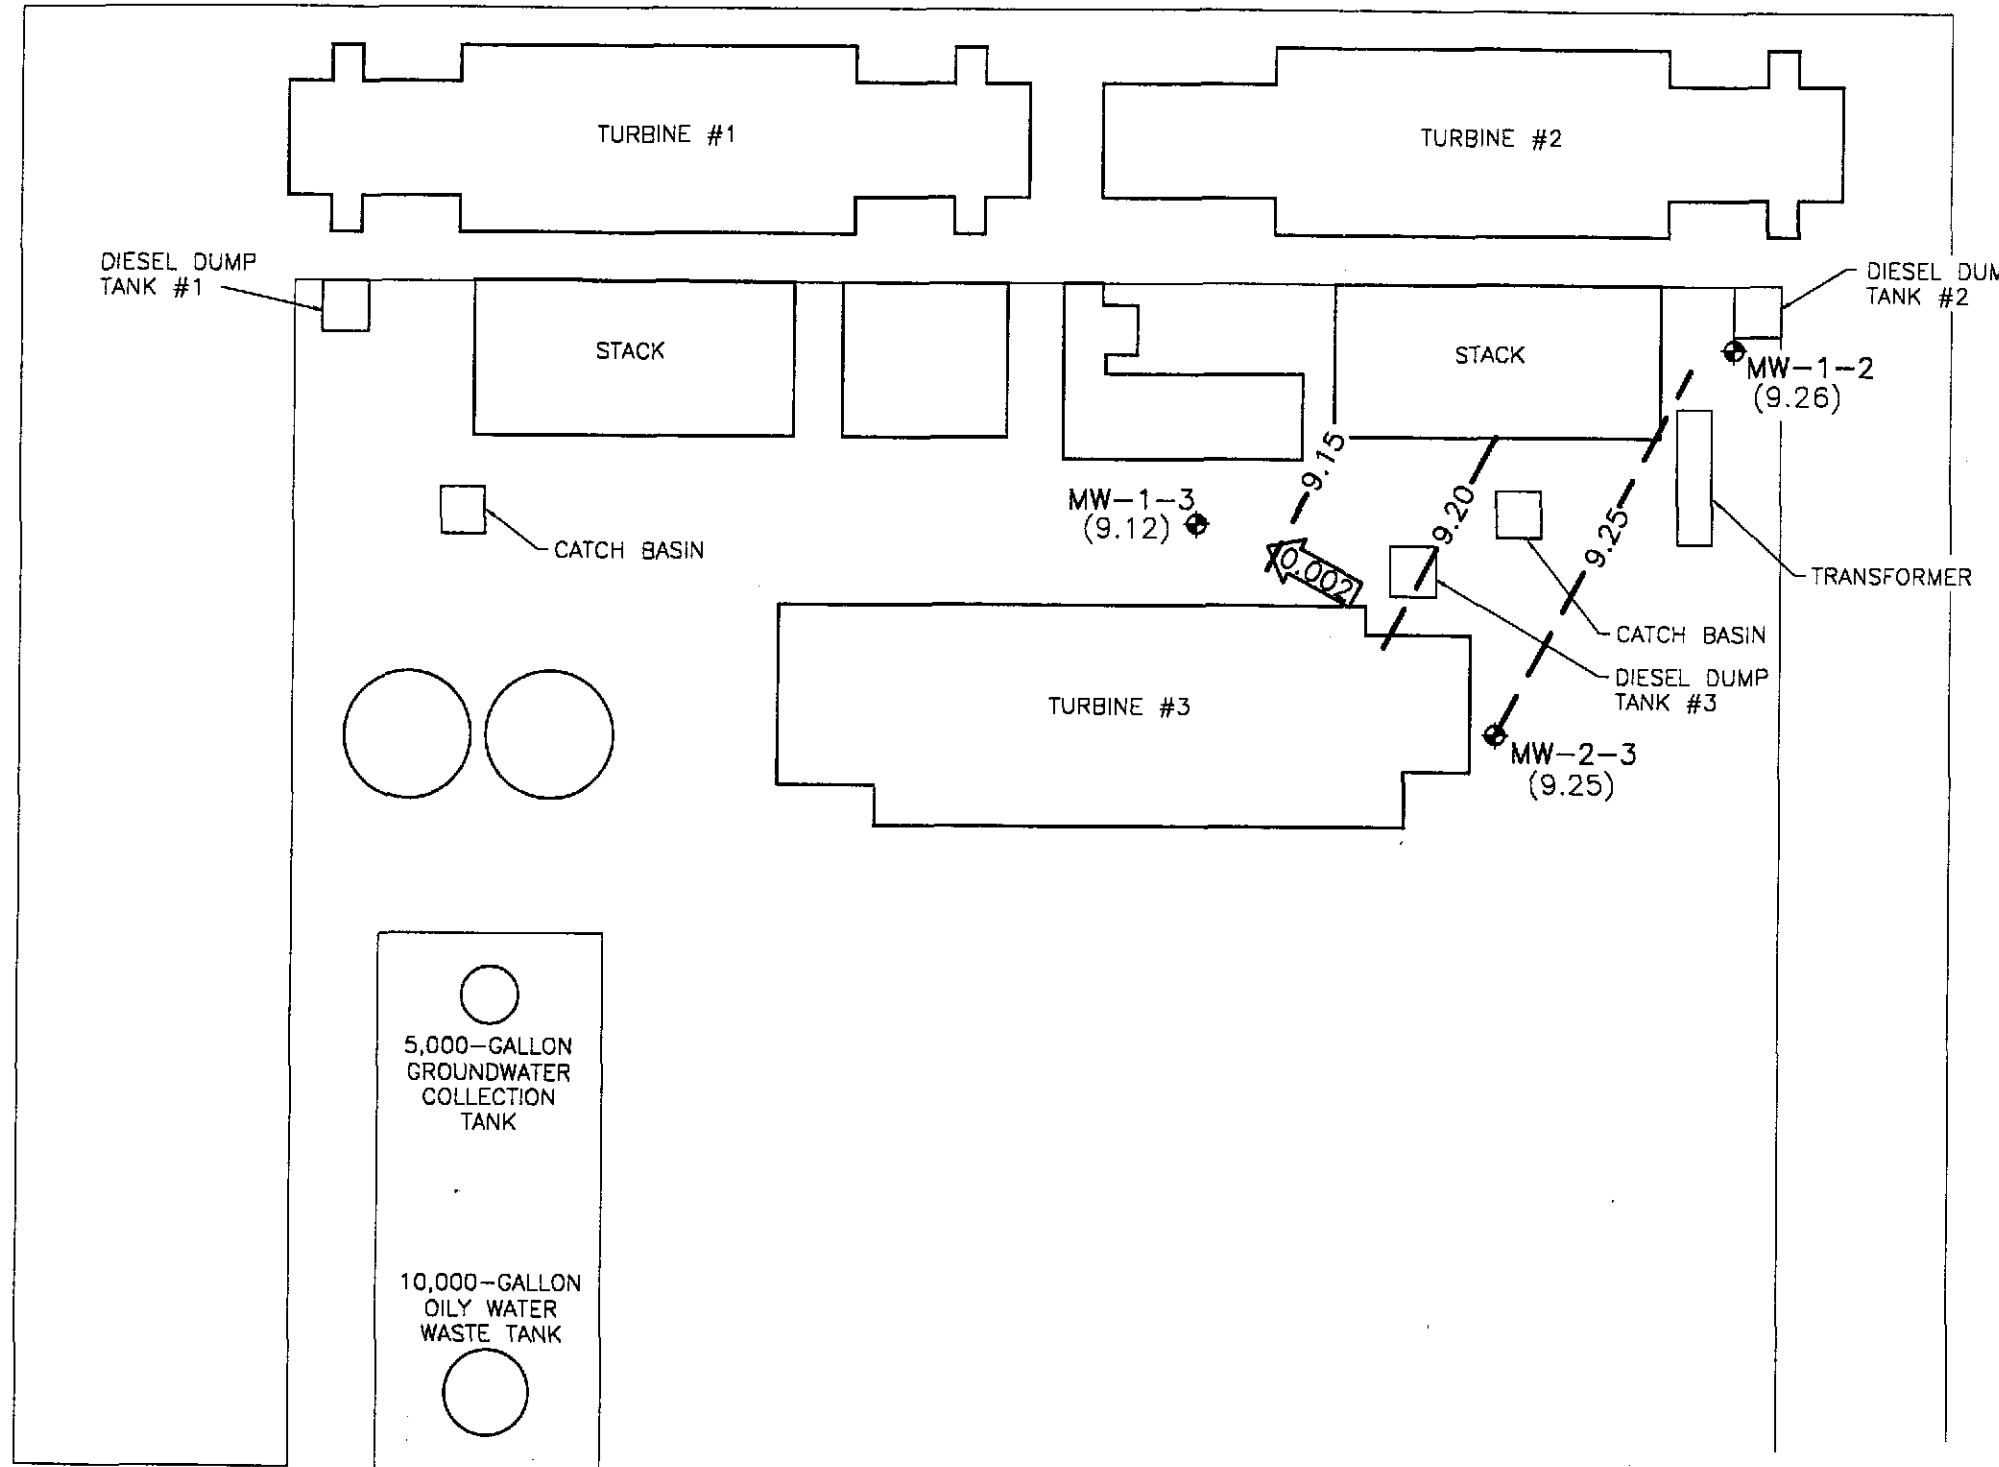 TURBINE #1
TURBINE #2
DIESEL DUMP
TANK #1
DIESEL DUM
TANK #2
STACK
STACK
MW-1-2
(9.26)
9.15
9.20
9.25
MW-1-3
(9.12)
CATCH BASIN
0.002
TRANSFORMER
CATCH BASIN
DIESEL DUMP
TANK #3
TURBINE #3
MW-2-3
(9.25)
5,000-GALLON
GROUNDWATER
COLLECTION
TANK
10,000-GALLON
OILY WATER
WASTE TANK